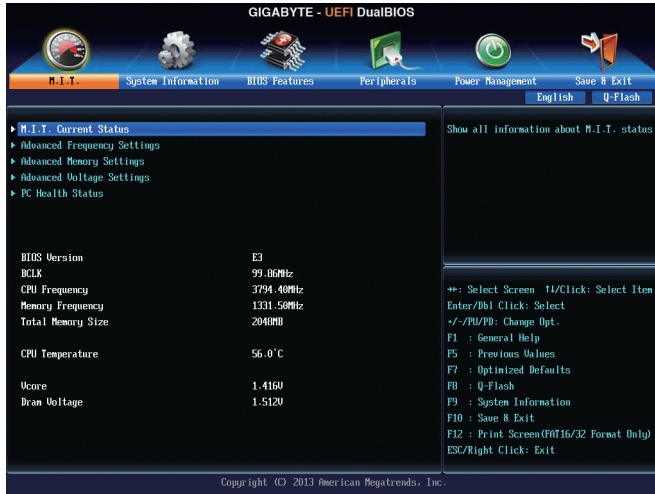 GIGABYTE - UEFI DualBIOS
M.I.T.
System Information
BIOS Features
Peripherals
Power Management
Save & Exit
English
Q-Flash
M.I.T. Current Status
Advanced Frequency Settings
Advanced Memory Settings
Advanced Voltage Settings
PC Health Status
Show all information about M.I.T. status
BIOS Version E3
BCLK 99.86MHz
CPU Frequency 3794.40MHz
Memory Frequency 1331.50MHz
Total Memory Size 2048MB
CPU Temperature 56.0°C
Vcore 1.416V
Dram Voltage 1.512V
→←: Select Screen ↑↓/Click: Select Item
Enter/Dbl Click: Select
+/-/PU/PD: Change Opt.
F1 : General Help
F5 : Previous Values
F7 : Optimized Defaults
F8 : Q-Flash
F9 : System Information
F10 : Save & Exit
F12 : Print Screen(FAT16/32 Format Only)
ESC/Right Click: Exit
Copyright (C) 2013 American Megatrends, Inc.